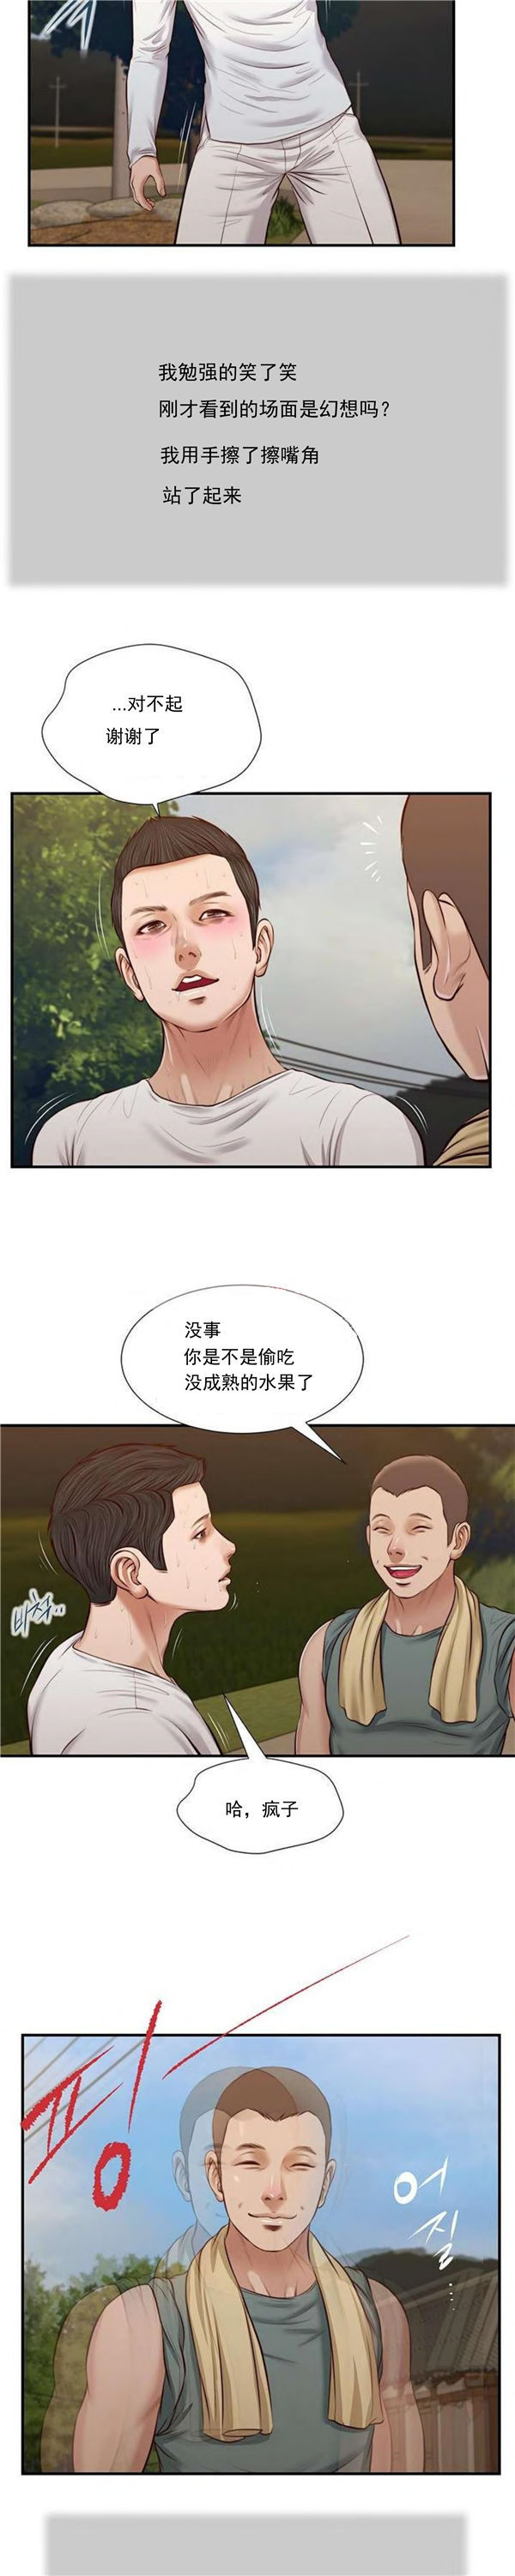 我勉强的笑了笑
刚才看到的场面是幻想吗?
我用手擦了擦嘴角
站了起来
...对不起
谢谢了
没事
你是不是偷吃
没成熟的水果了
비척..
哈，疯子
핑
어
질